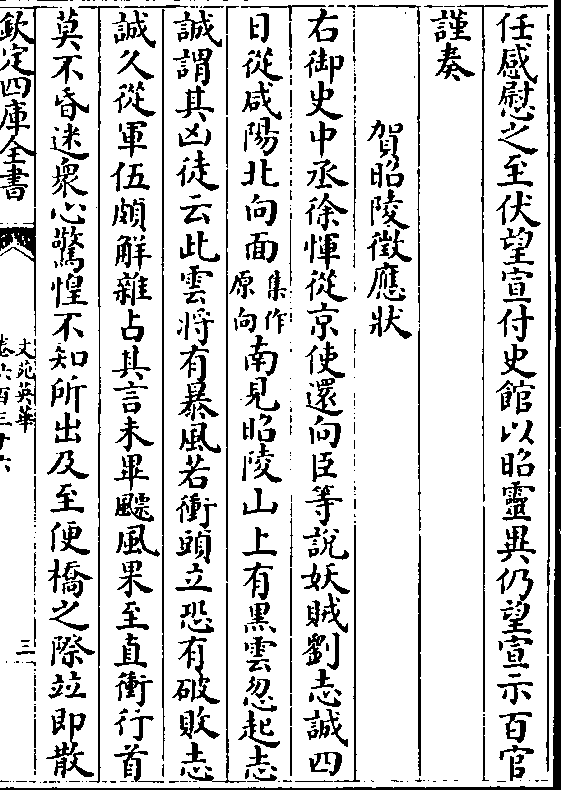 任感慰之至伏望宣付史館以昭靈異仍望宣示百官
謹奏
賀昭陵徵應狀
右御史中丞徐惲從京使還向臣等說妖賊劉志誠四
日從咸陽北向面集作原向南見昭陵山上有黑雲忽起志
誠謂其凶徒云此雲將有暴風若衝頭立恐有破敗志
誠久從軍伍頗解雜占其言未畢飈風果至直衝行首
莫不昏迷衆心驚惶不知所出及至便橋之際竝即散
欽定四庫全書
文苑英華
卷六百三十六
三